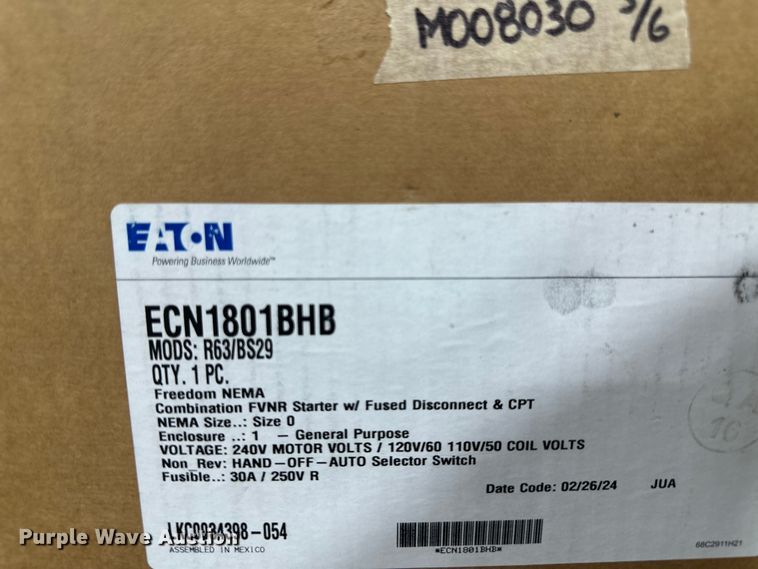 M008030 3/6
EATON
Powering Business Worldwide™
ECN1801BHB
MODS: R63/BS29
QTY. 1 PC.
Freedom NEMA
Combination FVNR Starter w/ Fused Disconnect & CPT
NEMA Size..: Size 0
Enclosure ..: 1 — General Purpose
VOLTAGE: 240V MOTOR VOLTS / 120V/60 110V/50 COIL VOLTS
Non_Rev: HAND-OFF-AUTO Selector Switch
Fusible..: 30A / 250V R
Date Code: 02/26/24 JUA
LKC0034398-054
ASSEMBLED IN MEXICO
*ECN1801BHB*
68C2911H21
16
Purple Wave Auction